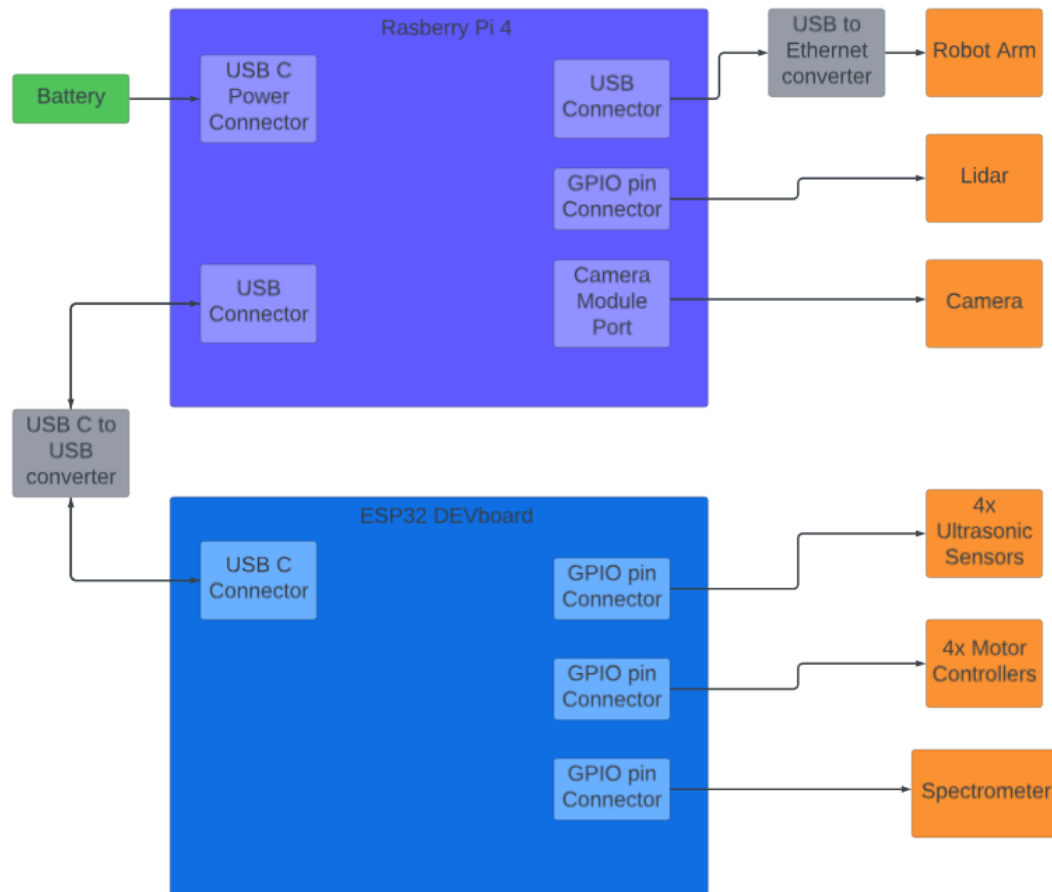 Rasberry Pi 4
USB to
Ethernet
converter
Robot Arm
Battery
USB C
Power
Connector
USB
Connector
GPIO pin
Connector
Lidar
USB
Connector
Camera
Module
Port
Camera
USB C to
USB
converter
ESP32 DEVboard
USB C
Connector
GPIO pin
Connector
4x
Ultrasonic
Sensors
GPIO pin
Connector
4x Motor
Controllers
GPIO pin
Connector
Spectrometer